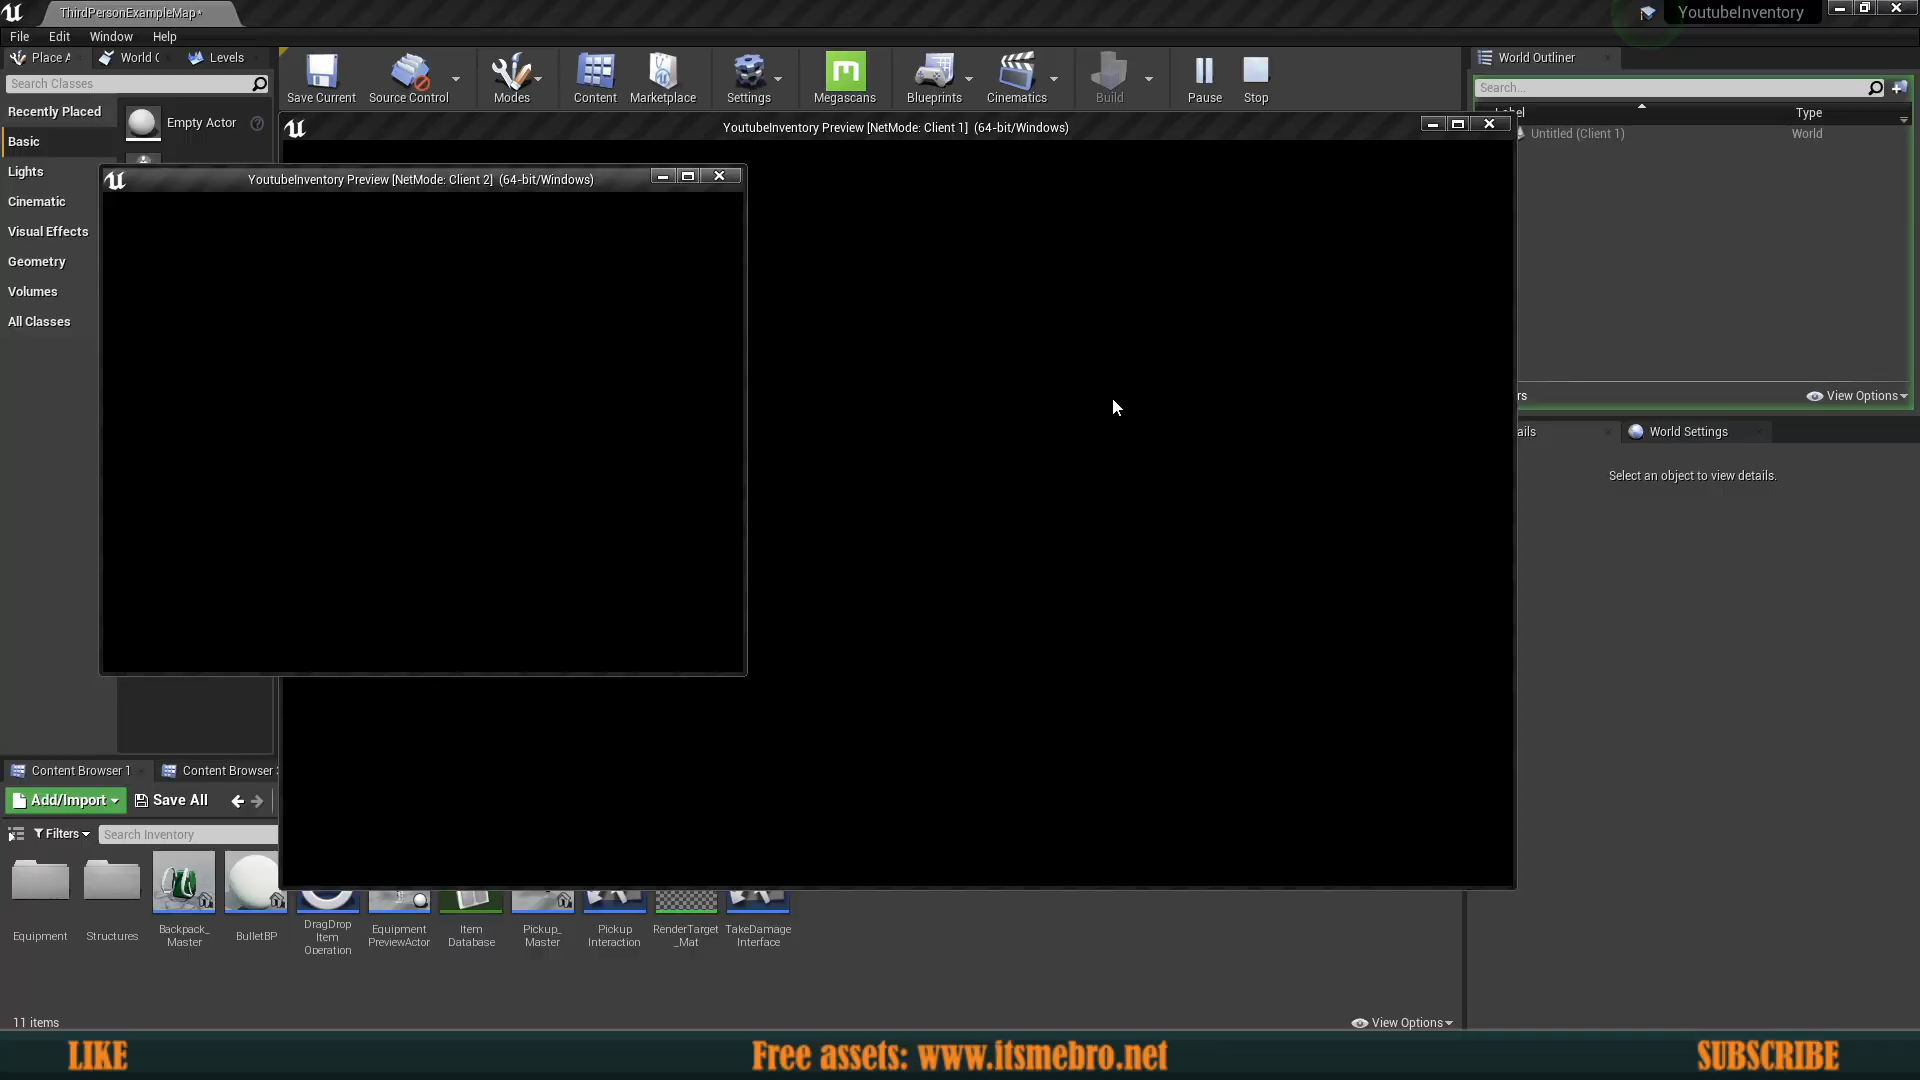 ThirdPersonExampleMap*
YoutubeInventory
File Edit Window Help
Place A World C Levels
Search Classes
Recently Placed
Basic
Lights
Cinematic
Visual Effects
Geometry
Volumes
All Classes
Empty Actor
Save Current Source Control Modes Content Marketplace Settings Megascans Blueprints Cinematics Build Pause Stop
YoutubeInventory Preview [NetMode: Client 1] (64-bit/Windows)
YoutubeInventory Preview [NetMode: Client 2] (64-bit/Windows)
World Outliner
Search...
Label Type
Untitled (Client 1) World
rs View Options
ails World Settings
Select an object to view details.
Content Browser 1 Content Browser
Add/Import Save All
Filters Search Inventory
Equipment
Structures
Backpack_
Master
BulletBP
DragDrop
Item
Operation
Equipment
PreviewActor
Item
Database
Pickup_
Master
Pickup
Interaction
RenderTarget
_Mat
TakeDamage
Interface
11 items View Options
LIKE Free assets: www.itsmebro.net SUBSCRIBE